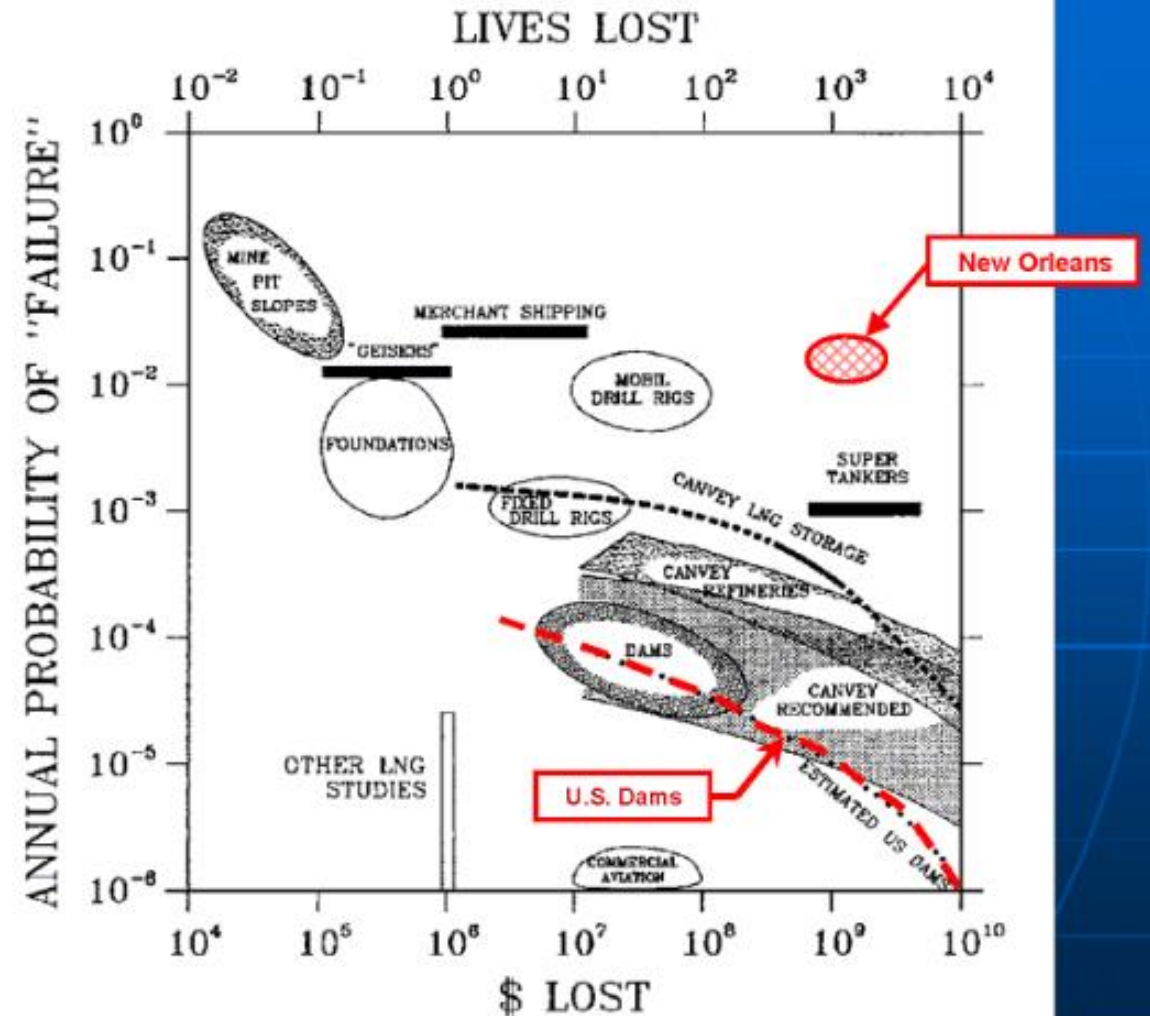 LIVES LOST
10⁻² 10⁻¹ 10⁰ 10¹ 10² 10³ 10⁴
ANNUAL PROBABILITY OF "FAILURE"
10⁰
10⁻¹
10⁻²
10⁻³
10⁻⁴
10⁻⁵
10⁻⁶
MINE
PIT
SLOPES
"GEISERS"
MERCHANT SHIPPING
FOUNDATIONS
MOBIL
DRILL RIGS
New Orleans
SUPER
TANKERS
FIXED
DRILL RIGS
CANVEY LNG STORAGE
CANVEY
REFINERIES
DAMS
CANVEY
RECOMMENDED
OTHER LNG
STUDIES
U.S. Dams
ESTIMATED US DAMS
COMMERCIAL
AVIATION
10⁴ 10⁵ 10⁶ 10⁷ 10⁸ 10⁹ 10¹⁰
$ LOST